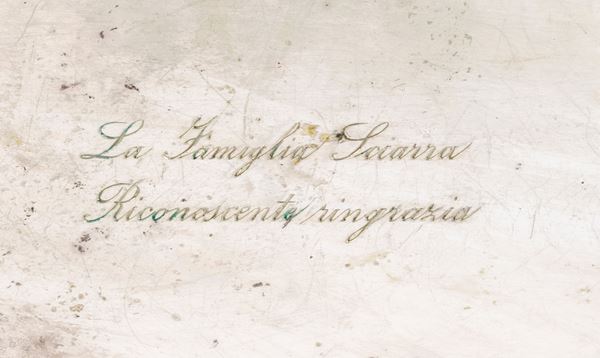 La Famiglia Sciarra
Riconoscente ringrazia